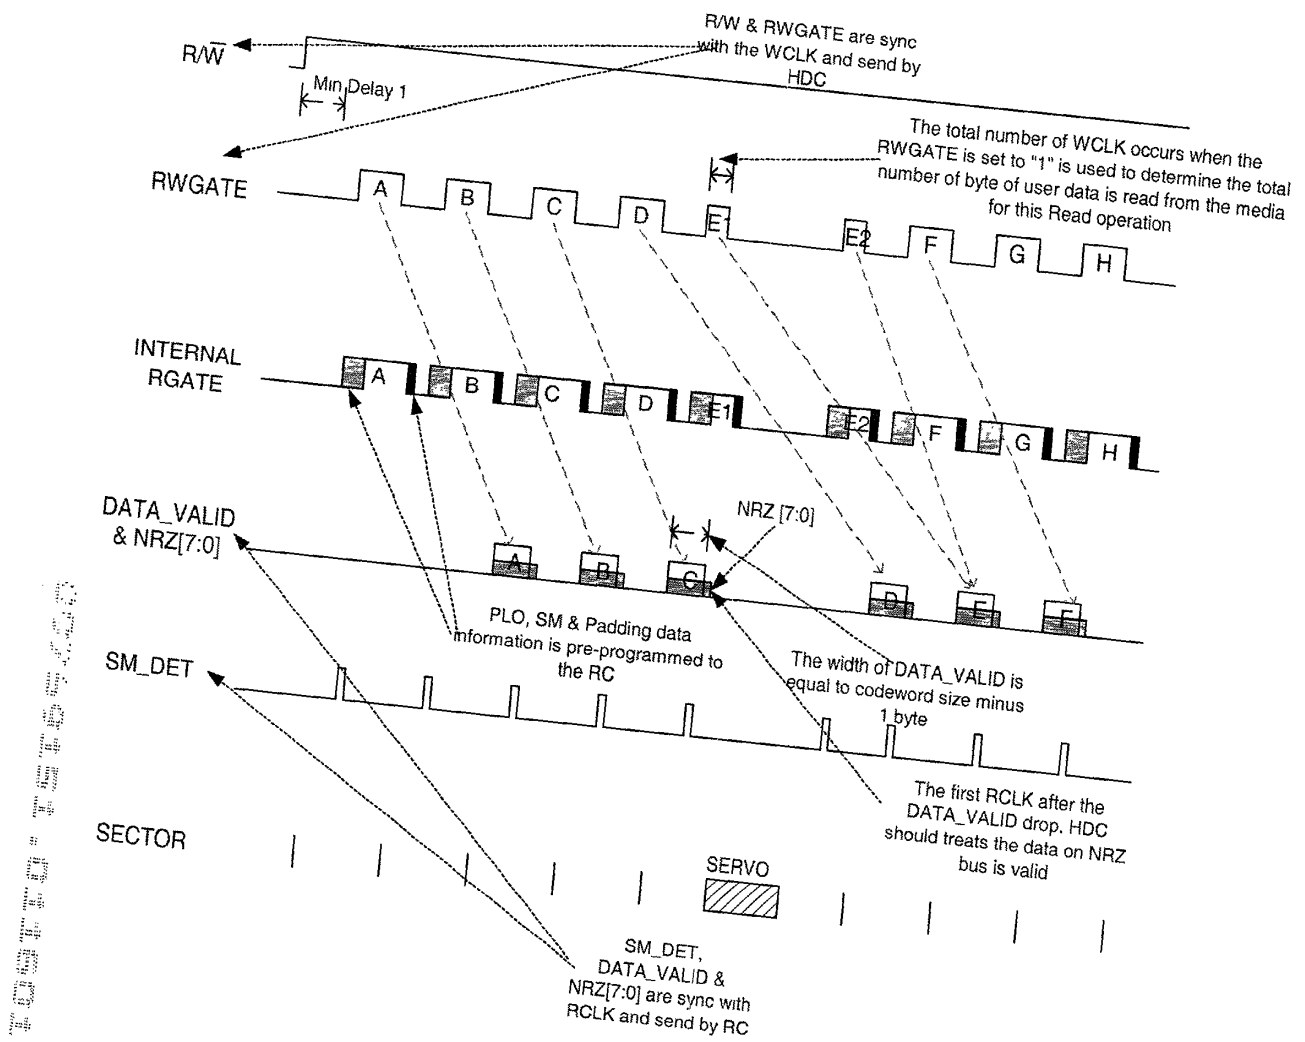 R/W & RWGATE are sync
with the WCLK and send by
HDC
R/W̅
Min Delay 1
The total number of WCLK occurs when the
RWGATE is set to "1" is used to determine the total
number of byte of user data is read from the media
for this Read operation
RWGATE
A
B
C
D
E1
E2
F
G
H
INTERNAL
RGATE
A
B
C
D
E1
E2
F
G
H
DATA_VALID
& NRZ[7:0]
NRZ [7:0]
A
B
C
D
E
F
PLO, SM & Padding data
information is pre-programmed to
the RC
The width of DATA_VALID is
equal to codeword size minus
1 byte
SM_DET
The first RCLK after the
DATA_VALID drop. HDC
should treats the data on NRZ
bus is valid
SECTOR
SERVO
SM_DET,
DATA_VALID &
NRZ[7:0] are sync with
RCLK and send by RC